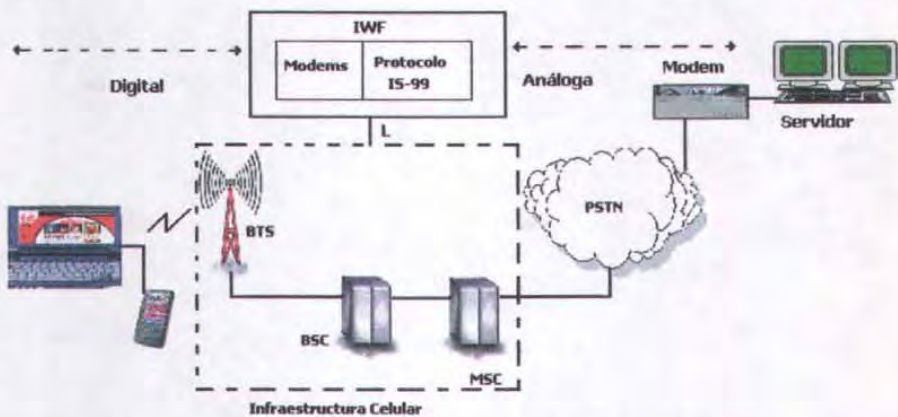 IWF
Modems
Protocolo
IS-99
Digital
Análoga
Modem
Servidor
L
BTS
PSTN
BSC
MSC
Infraestructura Celular